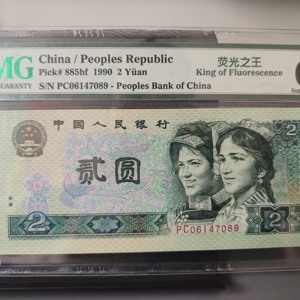 MG
China / Peoples Republic
荧光之王
Pick# 885bf 1990 2 Yüan
King of Fluorescence
GUARANTY
S/N PC06147089 - Peoples Bank of China
中国人民银行
贰圆
PC06147089
2
2